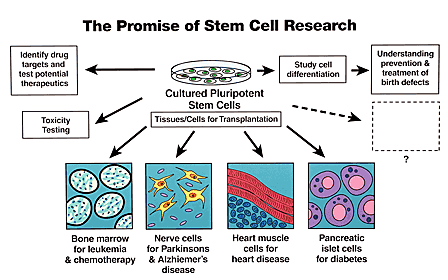 The Promise of Stem Cell Research
Identify drug
targets and
test potential
therapeutics
Study cell
differentiation
Understanding
prevention &
treatment of
birth defects
Cultured Pluripotent
Stem Cells
Toxicity
Testing
Tissues/Cells for Transplantation
?
Bone marrow
for leukemia
& chemotherapy
Nerve cells
for Parkinsons
& Alzhiemer's
disease
Heart muscle
cells for
heart disease
Pancreatic
islet cells
for diabetes